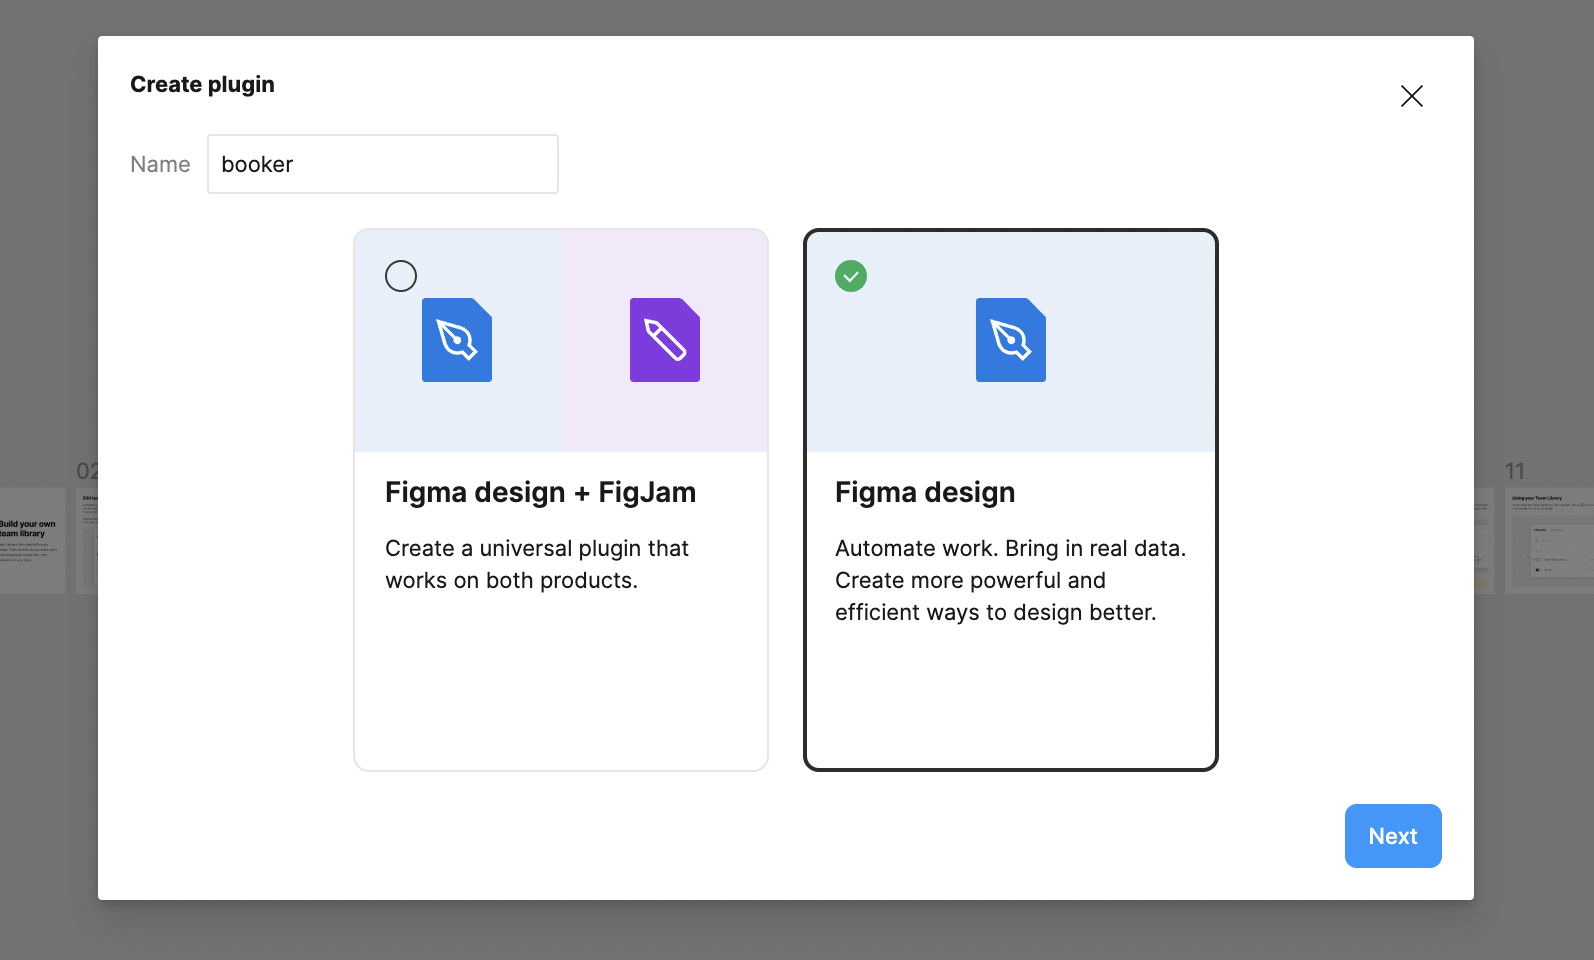 Create plugin
Name
booker
Figma design + FigJam
Create a universal plugin that
works on both products.
Figma design
Automate work. Bring in real data.
Create more powerful and
efficient ways to design better.
Next
02
Build your own
team library
11
Using your Team Library